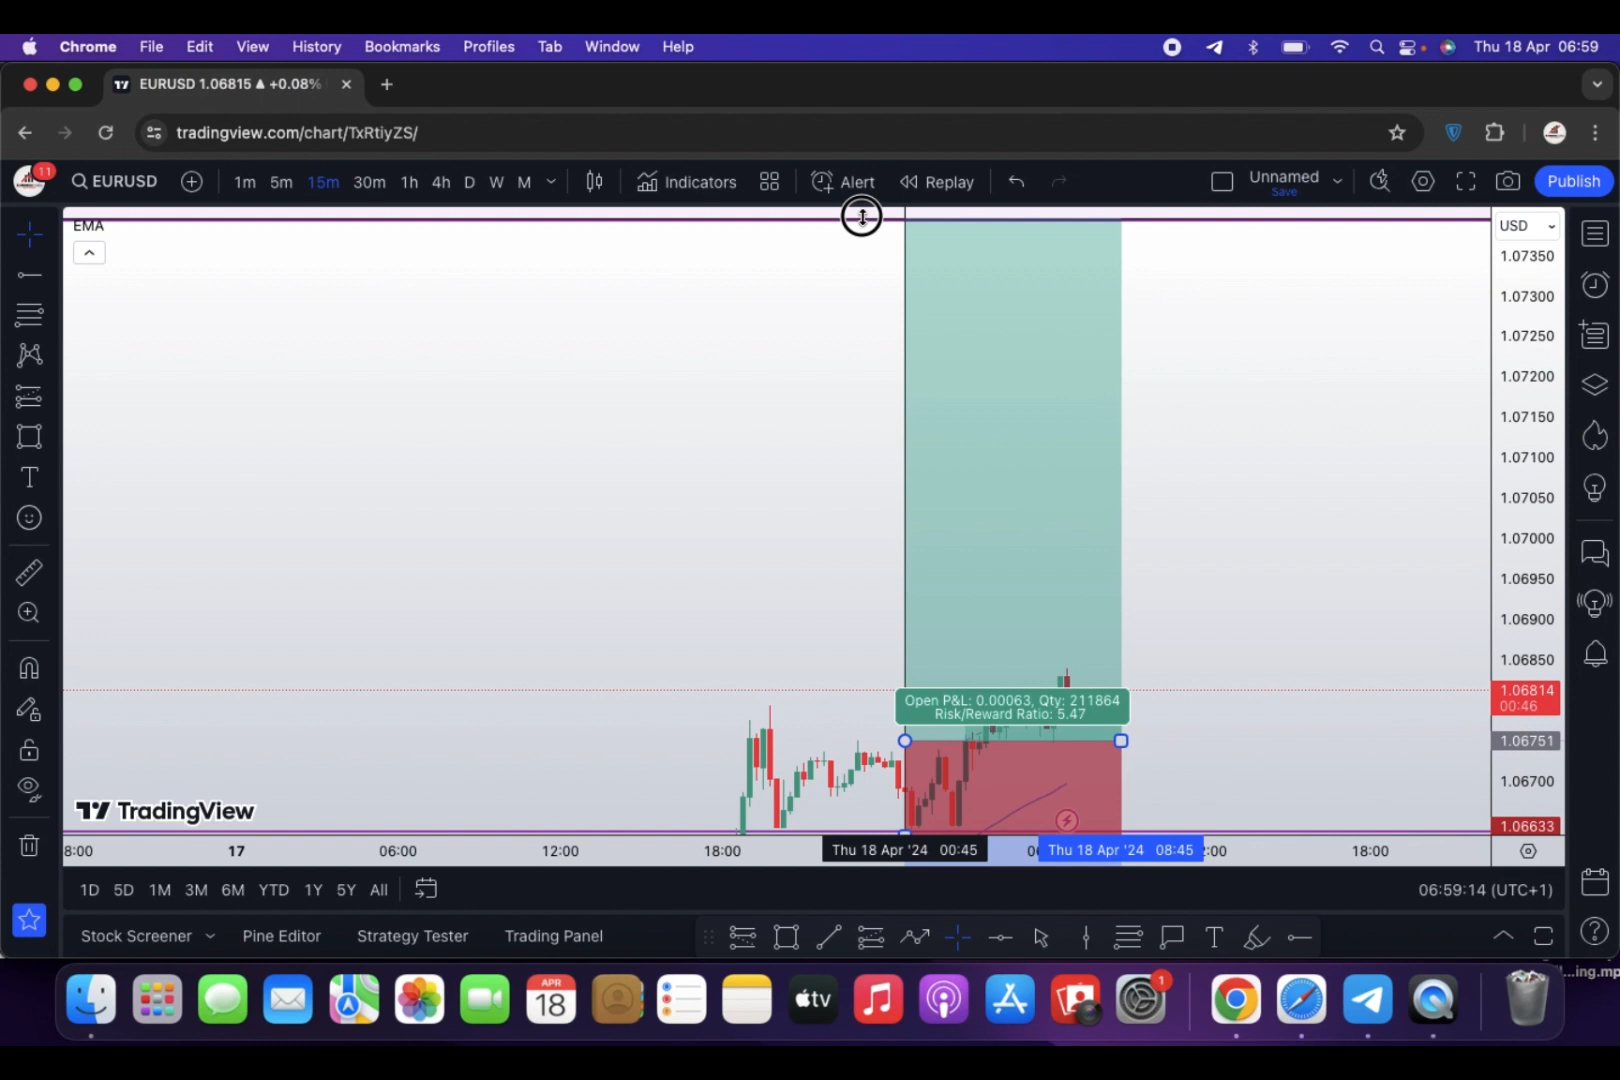 Chrome File Edit View History Bookmarks Profiles Tab Window Help Thu 18 Apr 06:59
EURUSD 1.06815 ▲ +0.08%
tradingview.com/chart/TxRtiyZS/
11
EURUSD 1m 5m 15m 30m 1h 4h D W M Indicators Alert Replay Unnamed Save Publish
EMA
USD
1.07350
1.07300
1.07250
1.07200
1.07150
1.07100
1.07050
1.07000
1.06950
1.06900
1.06850
1.06814
00:46
Open P&L: 0.00063, Qty: 211864
Risk/Reward Ratio: 5.47
1.06751
1.06700
TradingView
1.06633
8:00 17 06:00 12:00 18:00 Thu 18 Apr '24 00:45 Thu 18 Apr '24 08:45 2:00 18:00
1D 5D 1M 3M 6M YTD 1Y 5Y All 06:59:14 (UTC+1)
Stock Screener Pine Editor Strategy Tester Trading Panel
...ing.mp
APR
18
tv
1